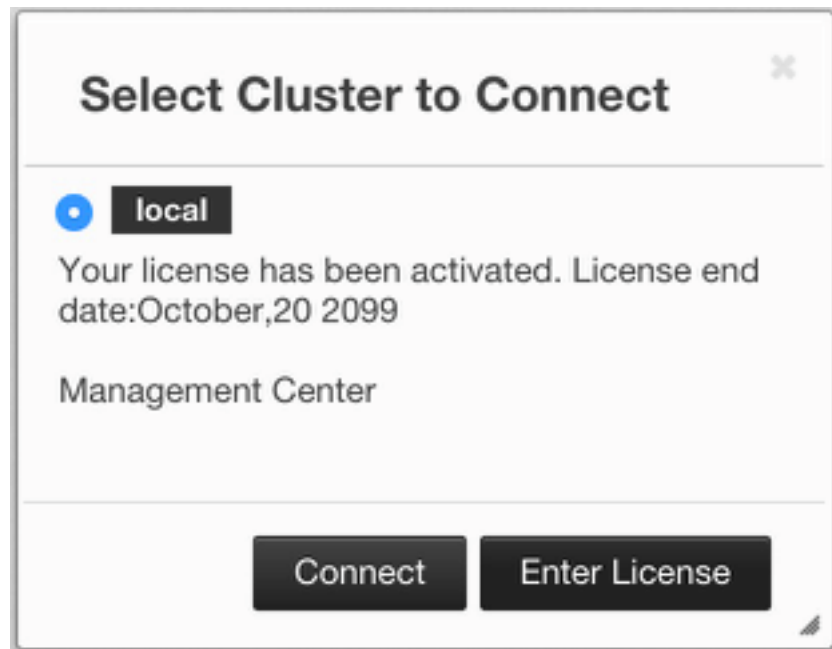 Select Cluster to Connect
local
Your license has been activated. License end
date:October,20 2099
Management Center
Connect
Enter License